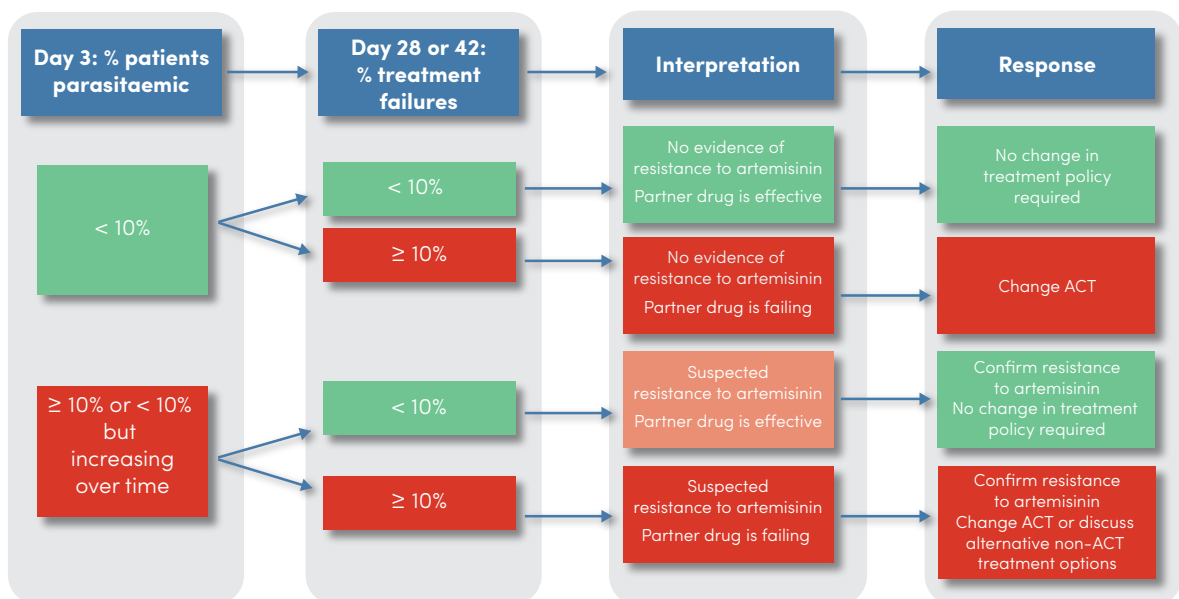 Day 3: % patients
parasitaemic
Day 28 or 42:
% treatment
failures
Interpretation
Response
< 10%
< 10%
No evidence of
resistance to artemisinin
Partner drug is effective
No change in
treatment policy
required
≥ 10%
No evidence of
resistance to artemisinin
Partner drug is failing
Change ACT
≥ 10% or < 10%
but
increasing
over time
< 10%
Suspected
resistance to artemisinin
Partner drug is effective
Confirm resistance
to artemisinin
No change in treatment
policy required
≥ 10%
Suspected
resistance to artemisinin
Partner drug is failing
Confirm resistance
to artemisinin
Change ACT or discuss
alternative non-ACT
treatment options